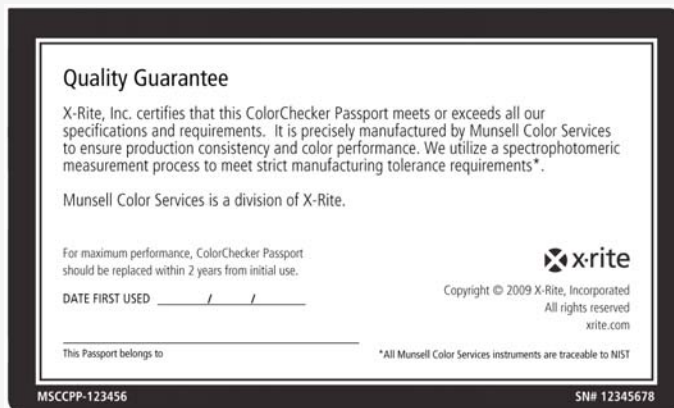 Quality Guarantee
X-Rite, Inc. certifies that this ColorChecker Passport meets or exceeds all our
specifications and requirements. It is precisely manufactured by Munsell Color Services
to ensure production consistency and color performance. We utilize a spectrophotomeric
measurement process to meet strict manufacturing tolerance requirements*.
Munsell Color Services is a division of X-Rite.
For maximum performance, ColorChecker Passport
should be replaced within 2 years from initial use.
DATE FIRST USED ______/______/______
x·rite
Copyright © 2009 X-Rite, Incorporated
All rights reserved
xrite.com
This Passport belongs to
*All Munsell Color Services instruments are traceable to NIST
MSCCPP-123456
SN# 12345678